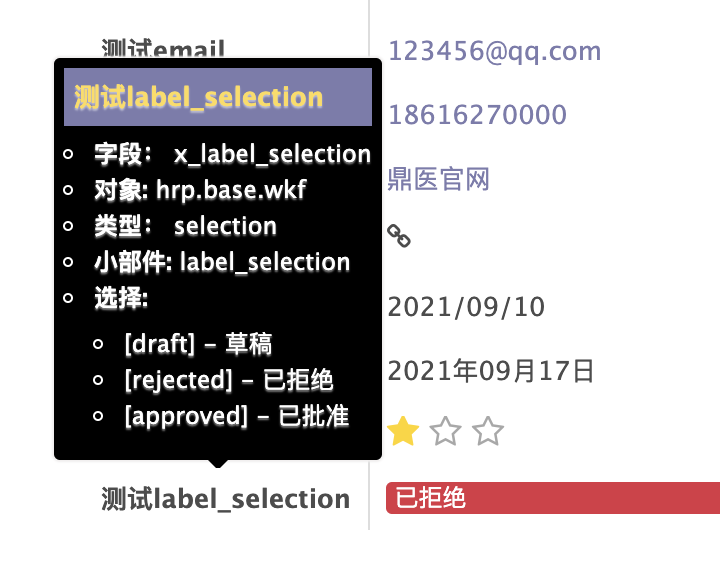 测试email
123456@qq.com
测试label_selection
18616270000
字段： x_label_selection
对象: hrp.base.wkf
鼎医官网
类型： selection
小部件: label_selection
选择:
2021/09/10
[draft] - 草稿
[rejected] - 已拒绝
2021年09月17日
[approved] - 已批准
测试label_selection
已拒绝